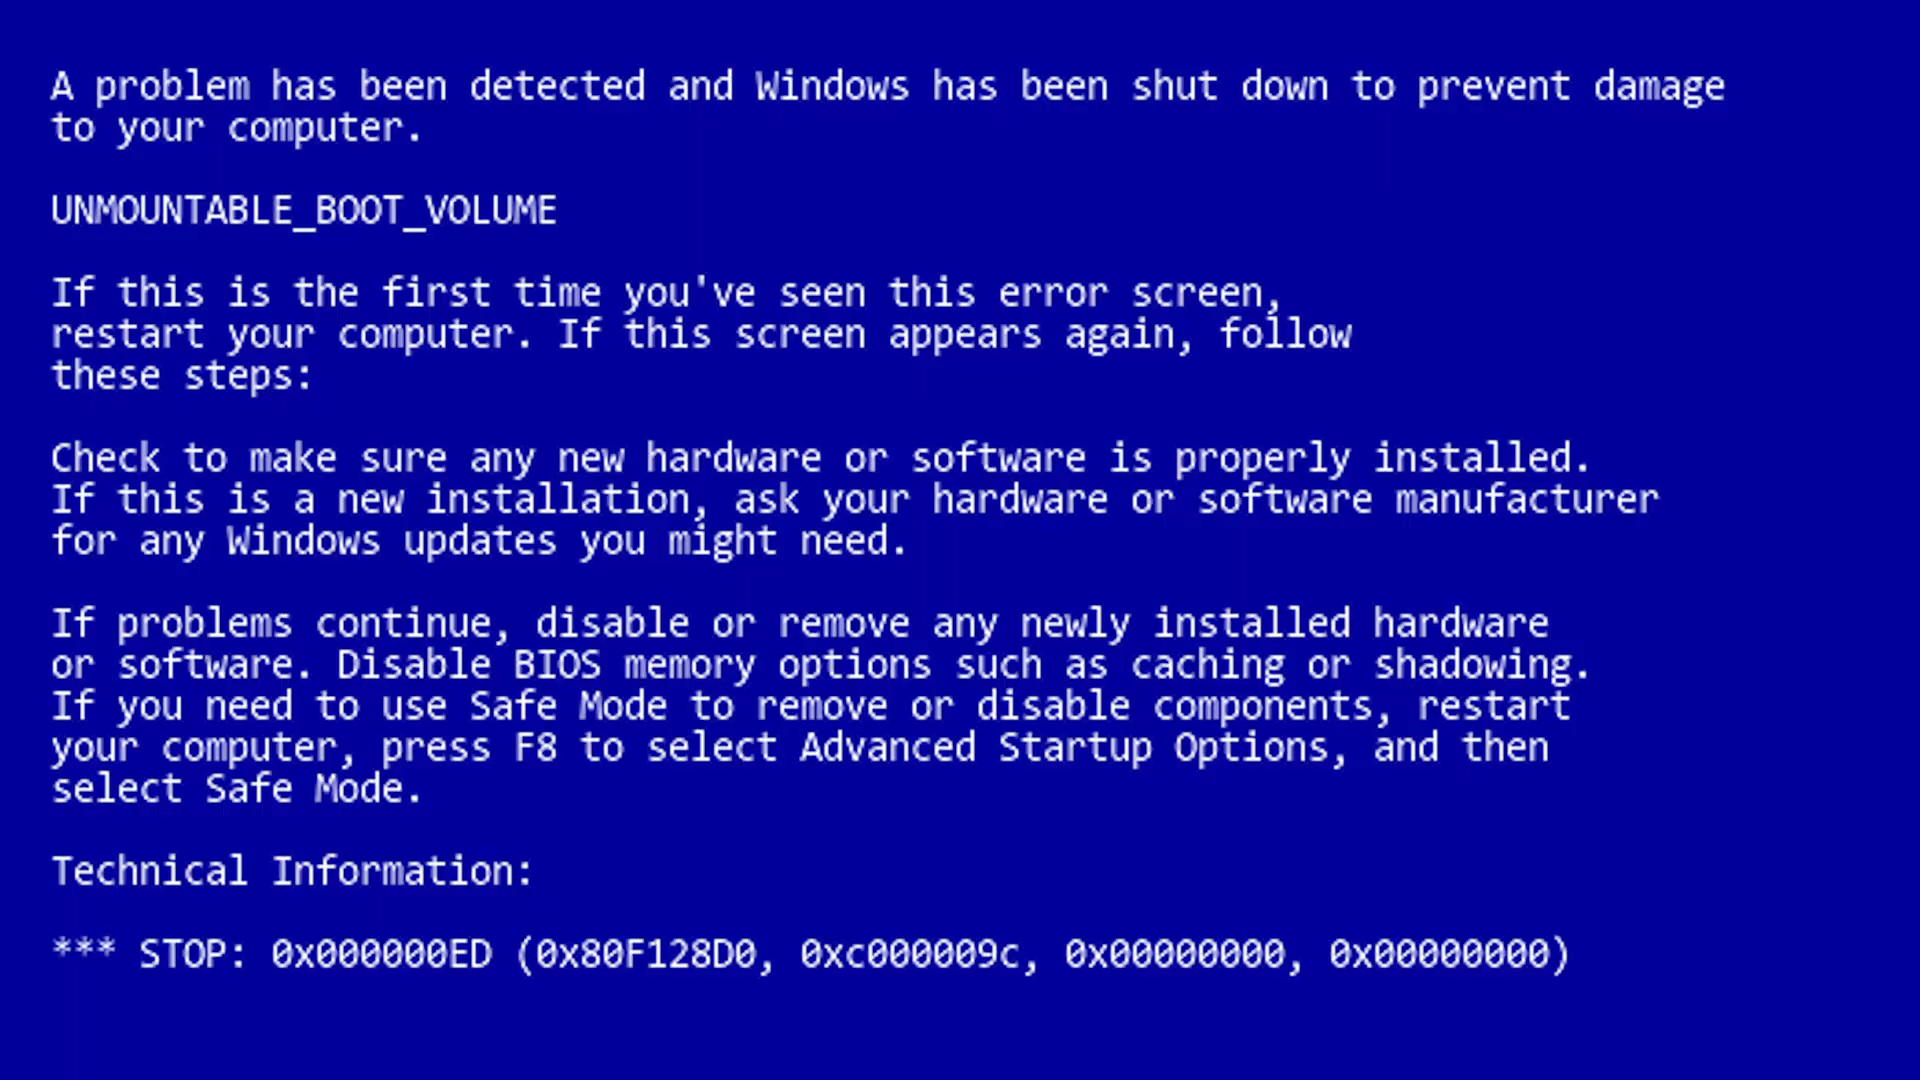 A problem has been detected and Windows has been shut down to prevent damage
to your computer.
UNMOUNTABLE_BOOT_VOLUME
If this is the first time you've seen this error screen,
restart your computer. If this screen appears again, follow
these steps:
Check to make sure any new hardware or software is properly installed.
If this is a new installation, ask your hardware or software manufacturer
for any Windows updates you might need.
If problems continue, disable or remove any newly installed hardware
or software. Disable BIOS memory options such as caching or shadowing.
If you need to use Safe Mode to remove or disable components, restart
your computer, press F8 to select Advanced Startup Options, and then
select Safe Mode.
Technical Information:
*** STOP: 0x000000ED (0x80F128D0, 0xc000009c, 0x00000000, 0x00000000)